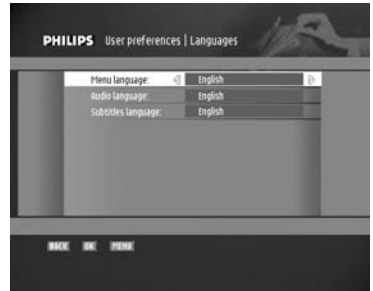 PHILIPS User preferences | Languages
Menu language: English
Audio language: English
Subtitles language: English
BACK OK MENU